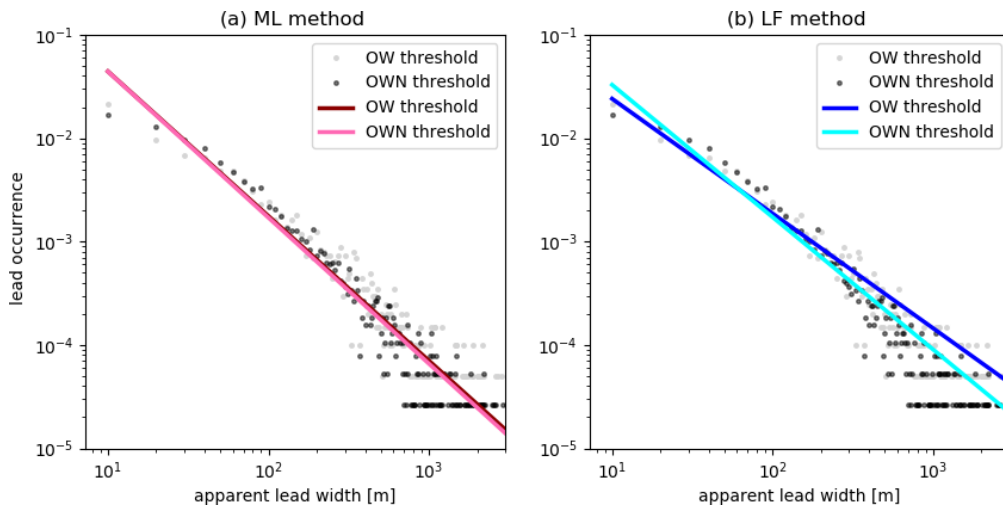 (a) ML method
(b) LF method
10⁻¹
10⁻²
10⁻³
10⁻⁴
10⁻⁵
lead occurrence
OW threshold
OWN threshold
OW threshold
OWN threshold
10¹
10²
10³
apparent lead width [m]
10⁻¹
10⁻²
10⁻³
10⁻⁴
10⁻⁵
OW threshold
OWN threshold
OW threshold
OWN threshold
10¹
10²
10³
apparent lead width [m]